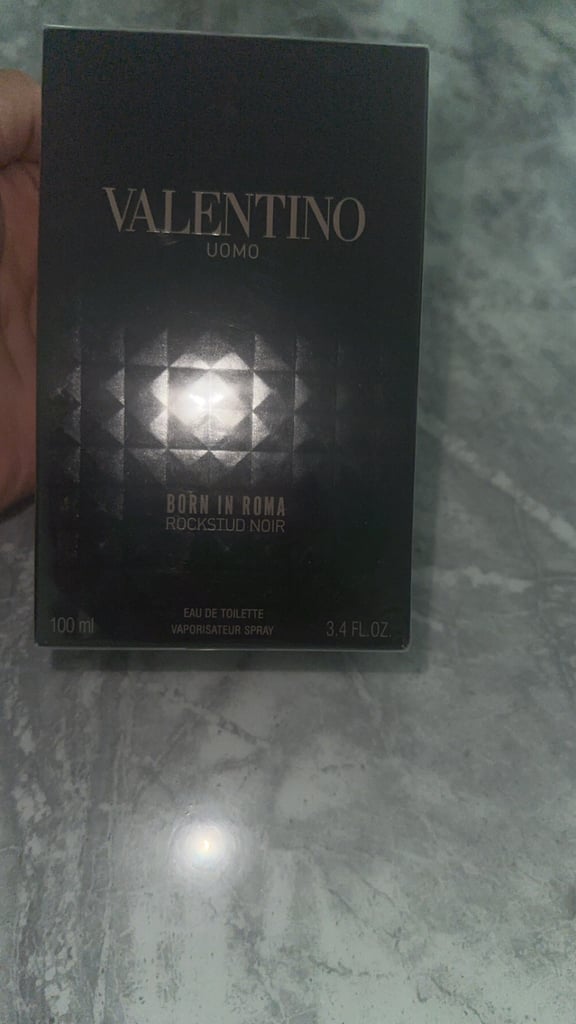 VALENTINO
UOMO
BORN IN ROMA
ROCKSTUD NOIR
EAU DE TOILETTE
100 ml VAPORISATEUR SPRAY 3.4 FL.OZ.